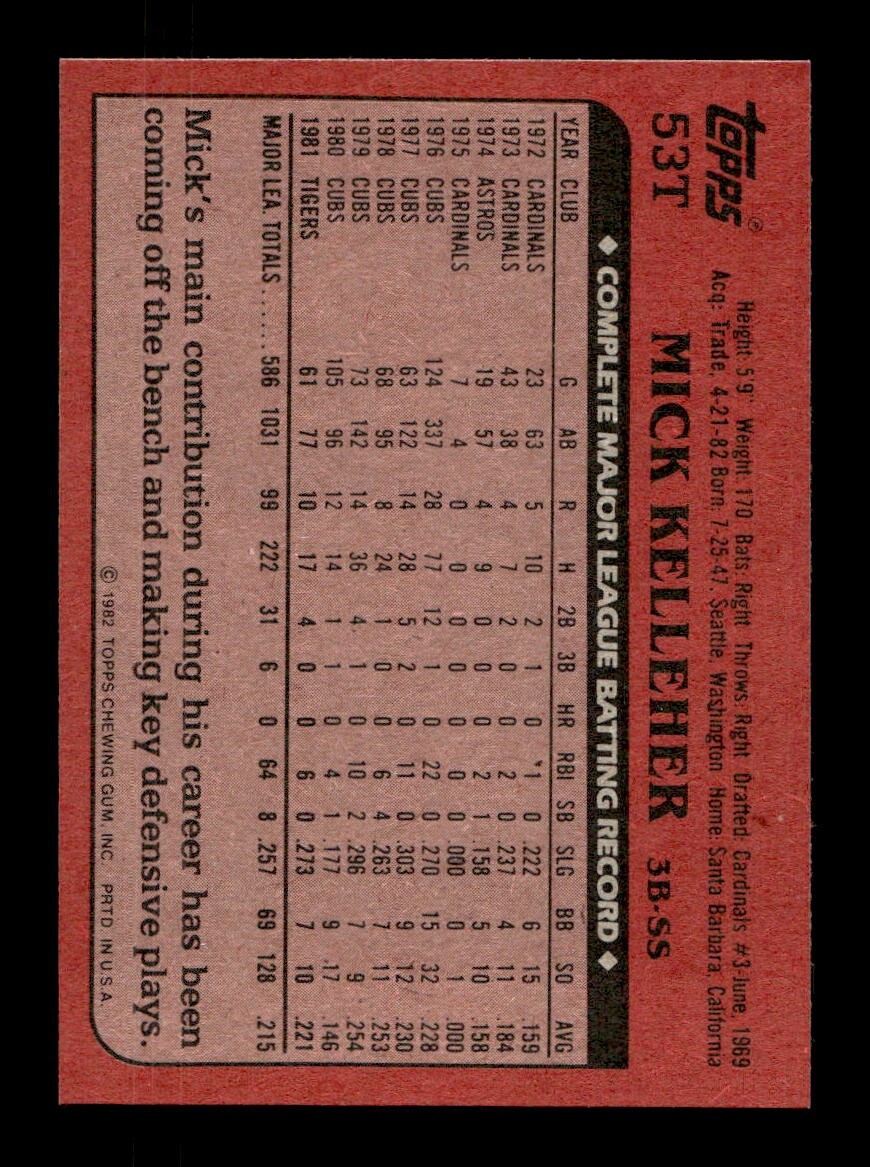 Topps®
53T
Height 5'9" Weight 170 Bats: Right Throws: Right Drafted: Cardinals #3-June, 1969
Acq: Trade, 4-21-82 Born: 7-25-47, Seattle, Washington Home: Santa Barbara, California
MICK KELLEHER 3B-SS
◆ COMPLETE MAJOR LEAGUE BATTING RECORD ◆
YEAR CLUB G AB R H 2B 3B HR RBI SB SLG BB SO AVG
1972 CARDINALS 23 63 5 10 2 1 0 1 0 .222 6 15 .159
1973 CARDINALS 43 38 4 7 2 0 0 2 0 .237 4 11 .184
1974 ASTROS 19 57 4 9 0 0 0 2 1 .158 5 10 .158
1975 CARDINALS 7 4 0 0 0 0 0 0 0 .000 0 1 .000
1976 CUBS 124 337 28 77 12 1 0 22 0 .270 15 32 .228
1977 CUBS 63 122 14 28 5 2 0 11 0 .303 9 12 .230
1978 CUBS 68 95 8 24 1 0 0 6 4 .263 7 11 .253
1979 CUBS 73 142 14 36 4 1 0 10 2 .296 7 9 .254
1980 CUBS 105 96 12 14 1 1 0 4 1 .177 9 17 .146
1981 TIGERS 61 77 10 17 4 0 0 6 0 .273 7 10 .221
MAJOR LEA. TOTALS ...... 586 1031 99 222 31 6 0 64 8 .257 69 128 .215
Mick's main contribution during his career has been
coming off the bench and making key defensive plays.
© 1982 TOPPS CHEWING GUM, INC. PRTD IN U.S.A.